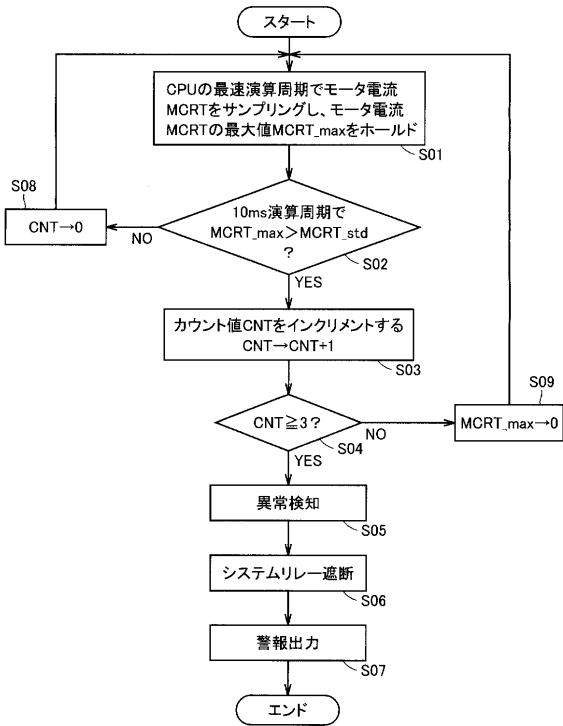 スタート
CPUの最速演算周期でモータ電流
MCRTをサンプリングし、モータ電流
MCRTの最大値MCRT_maxをホールド
S01
S08
CNT→0
NO
10ms演算周期で
MCRT_max>MCRT_std
?
S02
YES
カウント値CNTをインクリメントする
CNT→CNT+1
S03
CNT≧3?
S04
NO
S09
MCRT_max→0
YES
異常検知
S05
システムリレー遮断
S06
警報出力
S07
エンド